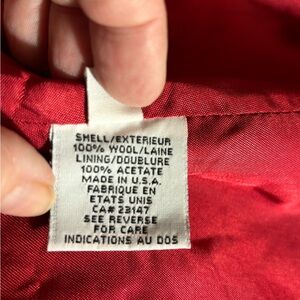 SHELL/EXTERIEUR
100% WOOL/LAINE
LINING/DOUBLURE
100% ACETATE
MADE IN U.S.A.
FABRIQUE EN
ETATS UNIS
CA# 23147
SEE REVERSE
FOR CARE
INDICATIONS AU DOS